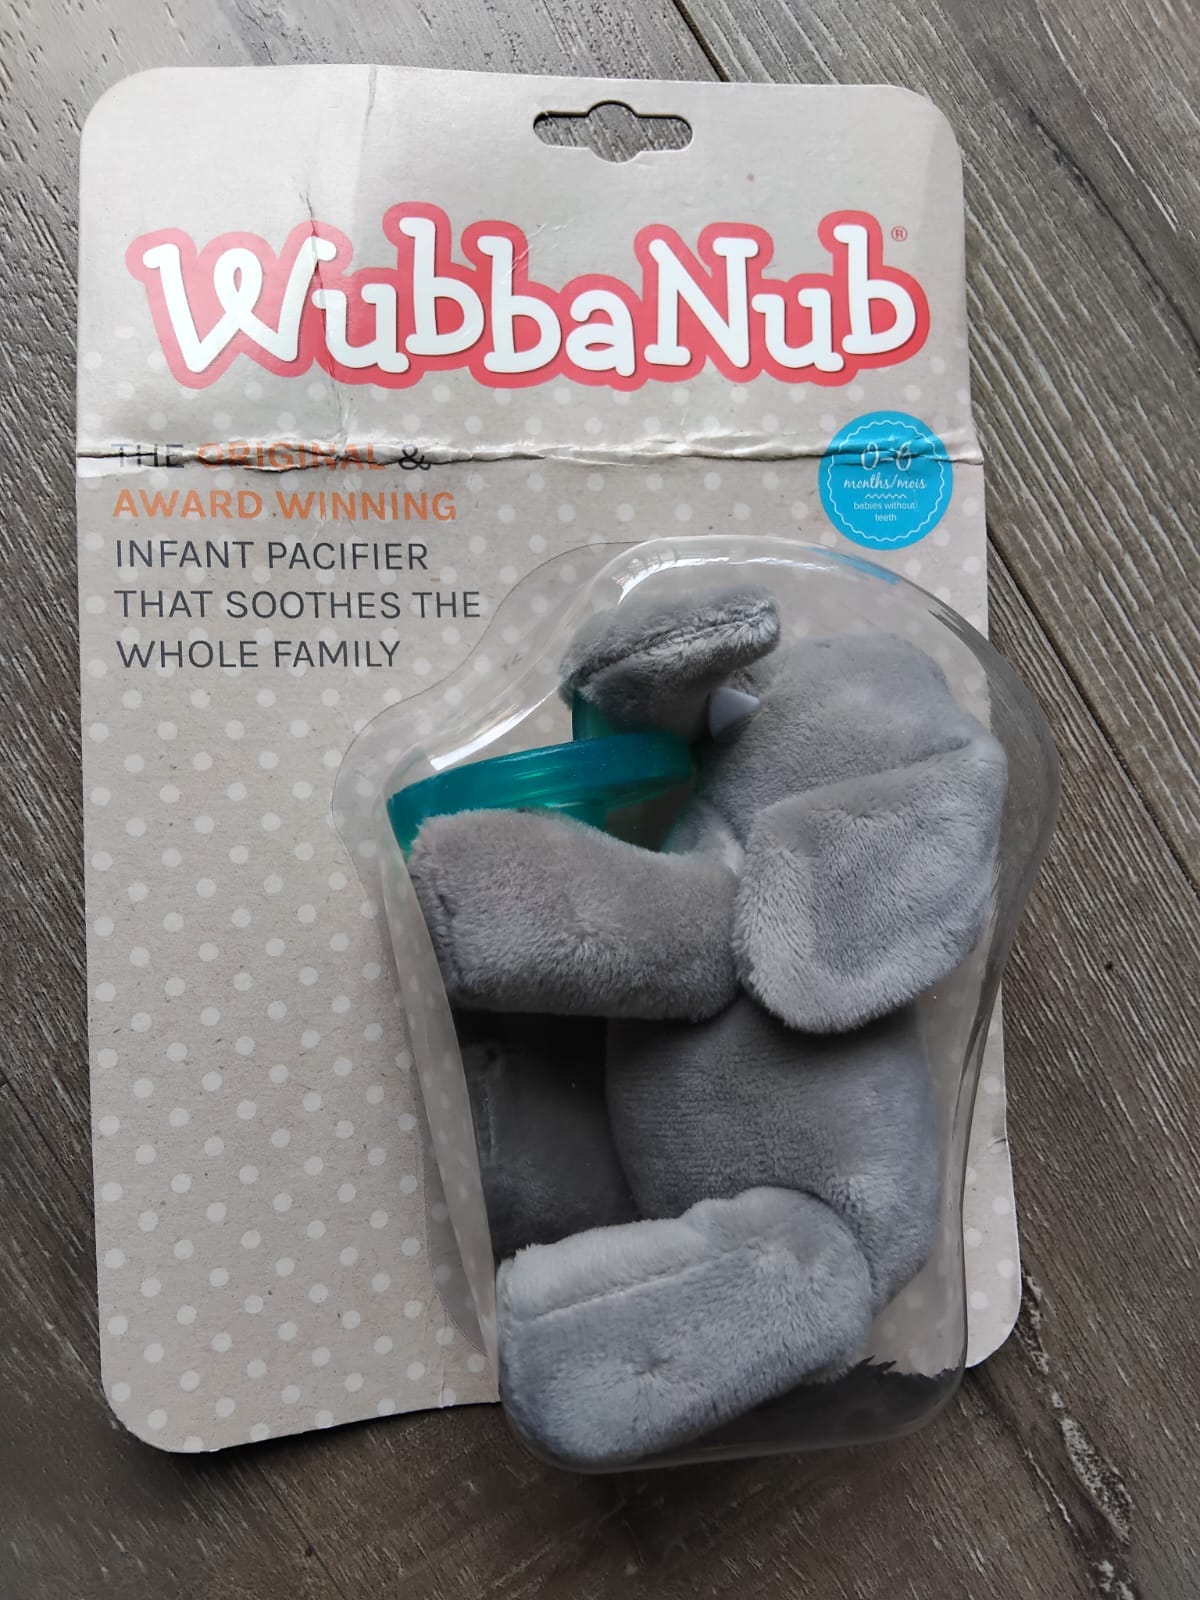 WubbaNub®
THE ORIGINAL &
AWARD WINNING
INFANT PACIFIER
THAT SOOTHES THE
WHOLE FAMILY
0-6
months/mois
babies without
teeth